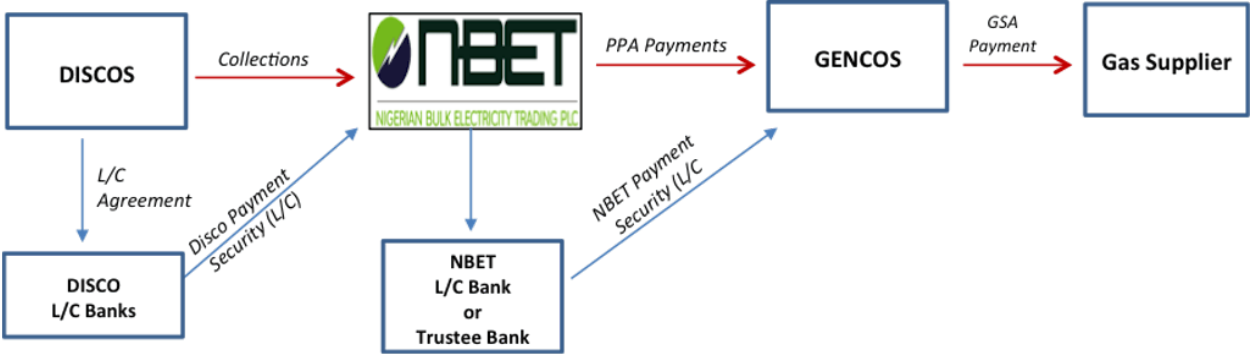 DISCOS
Collections
NBET
NIGERIAN BULK ELECTRICITY TRADING PLC
PPA Payments
GENCOS
GSA
Payment
Gas Supplier
L/C
Agreement
Disco Payment
Security (L/C)
NBET Payment
Security (L/C
DISCO
L/C Banks
NBET
L/C Bank
or
Trustee Bank